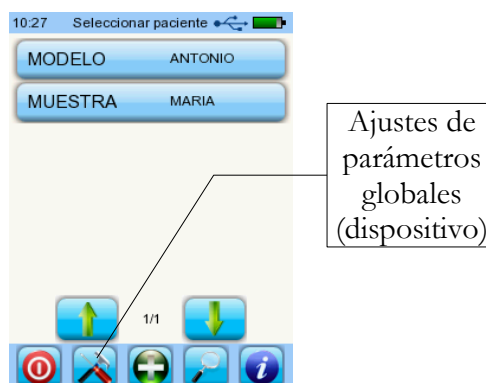 10:27 Seleccionar paciente
MODELO ANTONIO
MUESTRA MARIA
Ajustes de
parámetros
globales
(dispositivo)
1/1
i